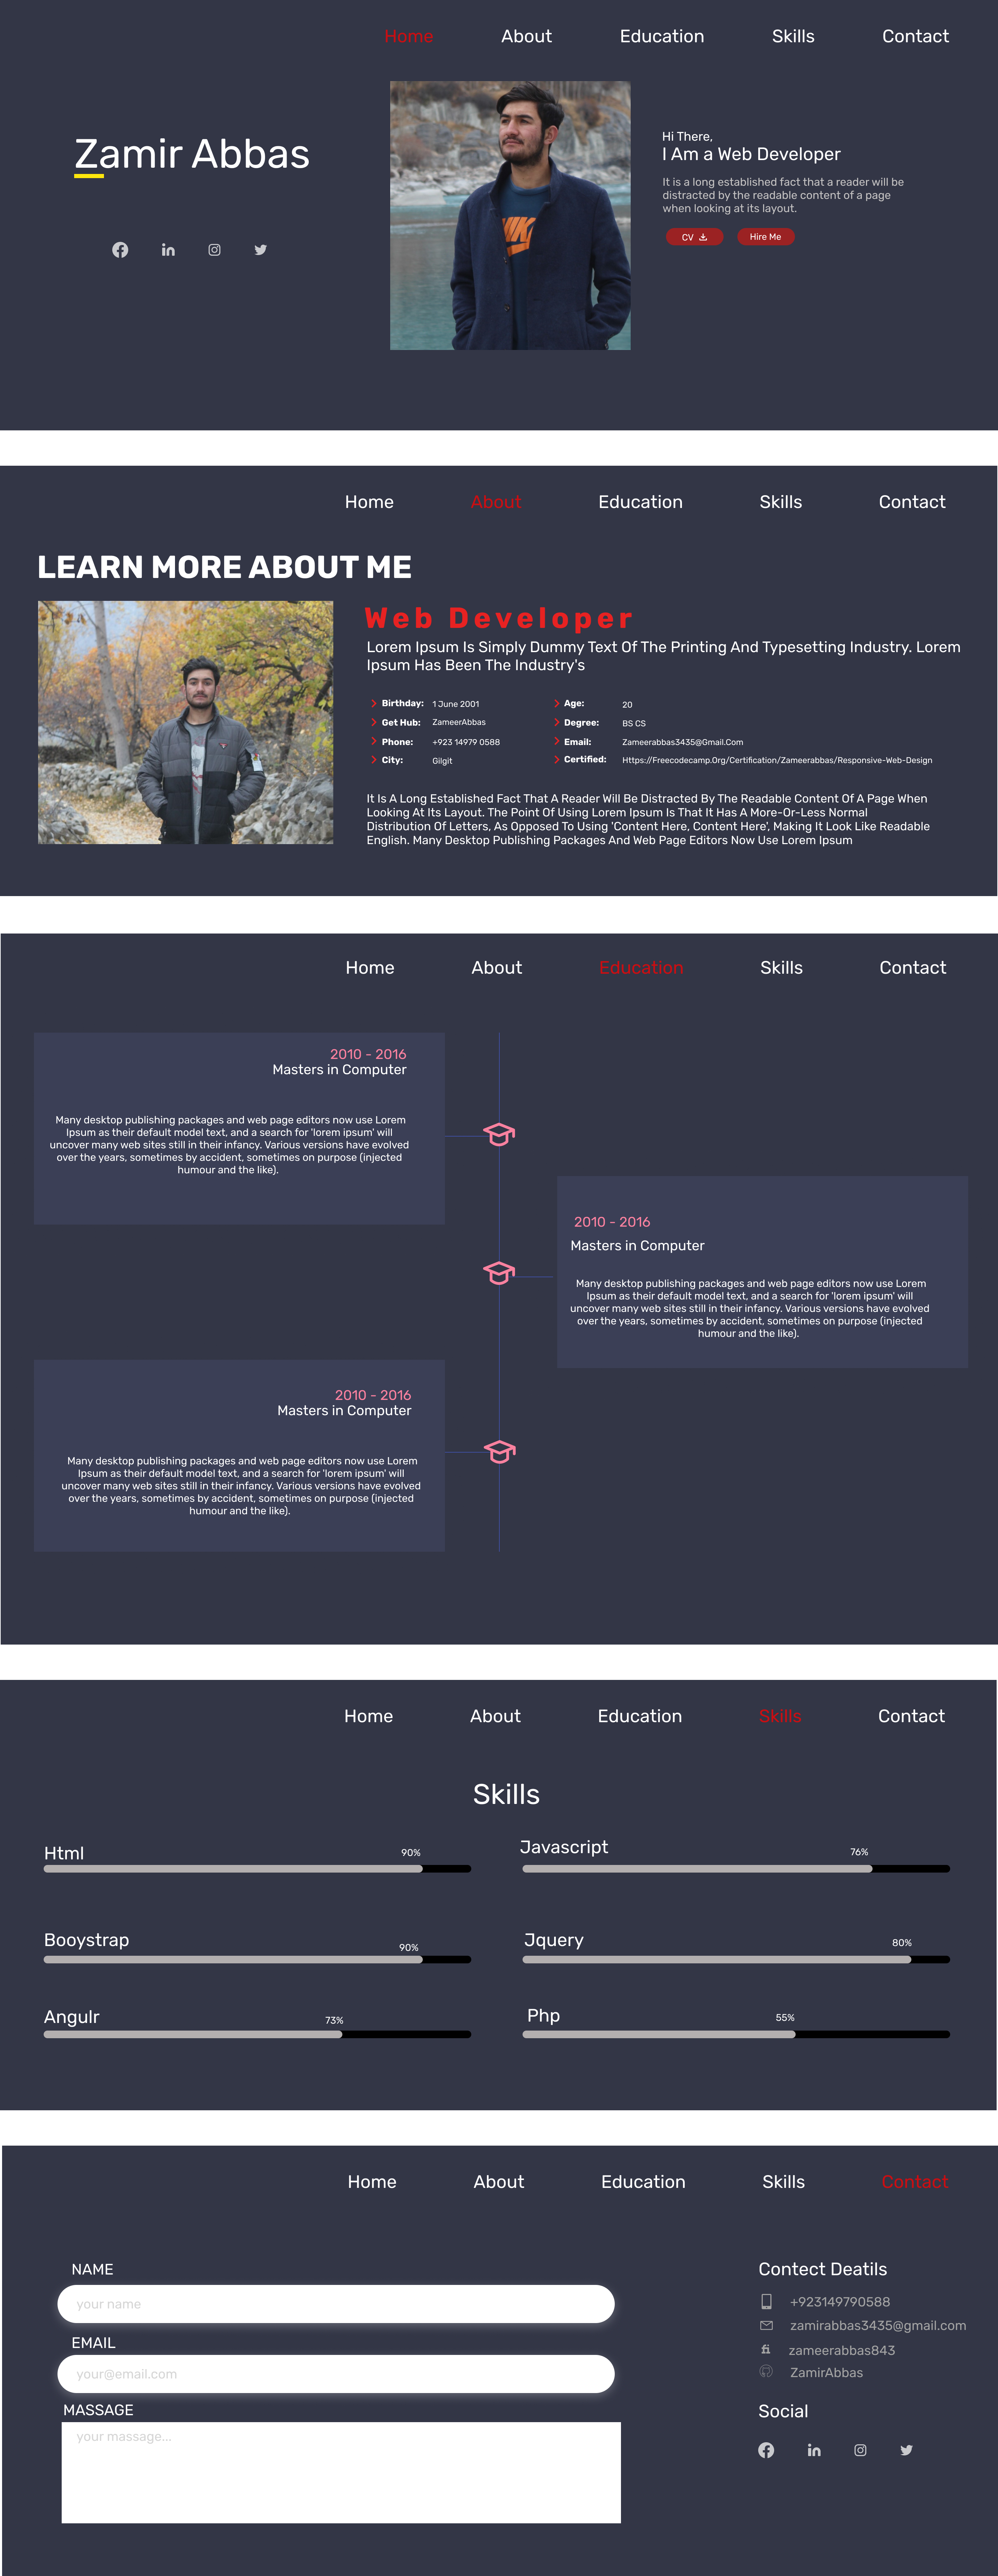 Home About Education Skills Contact
Zamir Abbas
Hi There,
I Am a Web Developer
It is a long established fact that a reader will be
distracted by the readable content of a page
when looking at its layout.
CV Hire Me
Home About Education Skills Contact
LEARN MORE ABOUT ME
Web Developer
Lorem Ipsum Is Simply Dummy Text Of The Printing And Typesetting Industry. Lorem
Ipsum Has Been The Industry's
Birthday: 1 June 2001 Age: 20
Get Hub: ZameerAbbas Degree: BS CS
Phone: +923 14979 0588 Email: Zameerabbas3435@Gmail.Com
City: Gilgit Certified: Https://Freecodecamp.Org/Certification/Zameerabbas/Responsive-Web-Design
It Is A Long Established Fact That A Reader Will Be Distracted By The Readable Content Of A Page When
Looking At Its Layout. The Point Of Using Lorem Ipsum Is That It Has A More-Or-Less Normal
Distribution Of Letters, As Opposed To Using 'Content Here, Content Here', Making It Look Like Readable
English. Many Desktop Publishing Packages And Web Page Editors Now Use Lorem Ipsum
Home About Education Skills Contact
2010 - 2016
Masters in Computer
Many desktop publishing packages and web page editors now use Lorem
Ipsum as their default model text, and a search for 'lorem ipsum' will
uncover many web sites still in their infancy. Various versions have evolved
over the years, sometimes by accident, sometimes on purpose (injected
humour and the like).
2010 - 2016
Masters in Computer
Many desktop publishing packages and web page editors now use Lorem
Ipsum as their default model text, and a search for 'lorem ipsum' will
uncover many web sites still in their infancy. Various versions have evolved
over the years, sometimes by accident, sometimes on purpose (injected
humour and the like).
2010 - 2016
Masters in Computer
Many desktop publishing packages and web page editors now use Lorem
Ipsum as their default model text, and a search for 'lorem ipsum' will
uncover many web sites still in their infancy. Various versions have evolved
over the years, sometimes by accident, sometimes on purpose (injected
humour and the like).
Home About Education Skills Contact
Skills
Html 90% Javascript 76%
Booystrap 90% Jquery 80%
Angulr 73% Php 55%
Home About Education Skills Contact
NAME
your name
EMAIL
your@email.com
MASSAGE
your massage...
Contect Deatils
+923149790588
zamirabbas3435@gmail.com
fi zameerabbas843
ZamirAbbas
Social